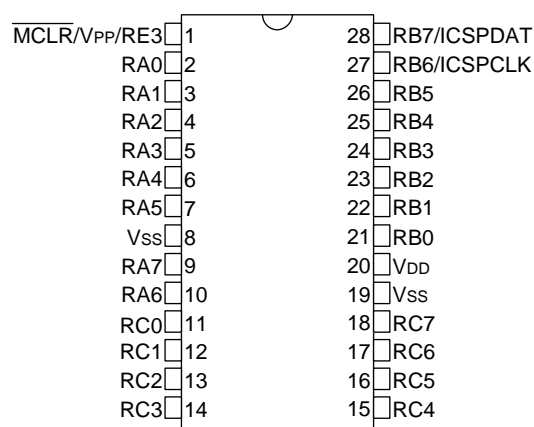 MCLR/VPP/RE3 1 28 RB7/ICSPDAT
RA0 2 27 RB6/ICSPCLK
RA1 3 26 RB5
RA2 4 25 RB4
RA3 5 24 RB3
RA4 6 23 RB2
RA5 7 22 RB1
VSS 8 21 RB0
RA7 9 20 VDD
RA6 10 19 VSS
RC0 11 18 RC7
RC1 12 17 RC6
RC2 13 16 RC5
RC3 14 15 RC4